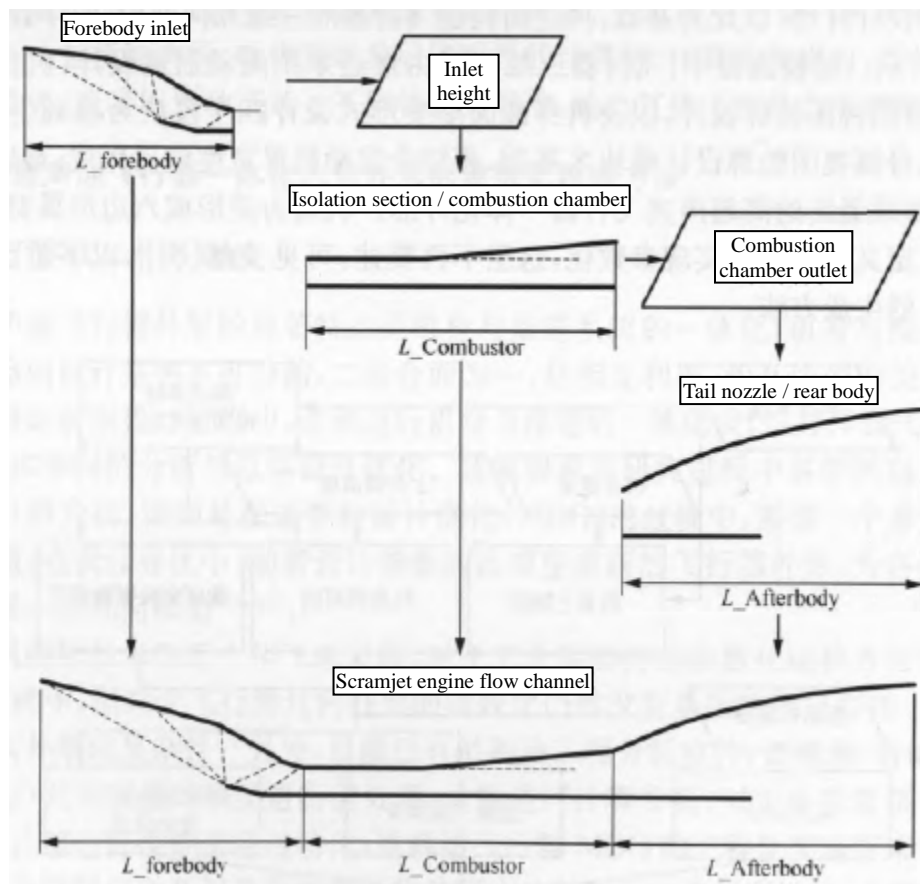 Forebody inlet
Inlet
height
L_forebody
Isolation section / combustion chamber
Combustion
chamber outlet
L_Combustor
Tail nozzle / rear body
L_Afterbody
Scramjet engine flow channel
L_forebody
L_Combustor
L_Afterbody